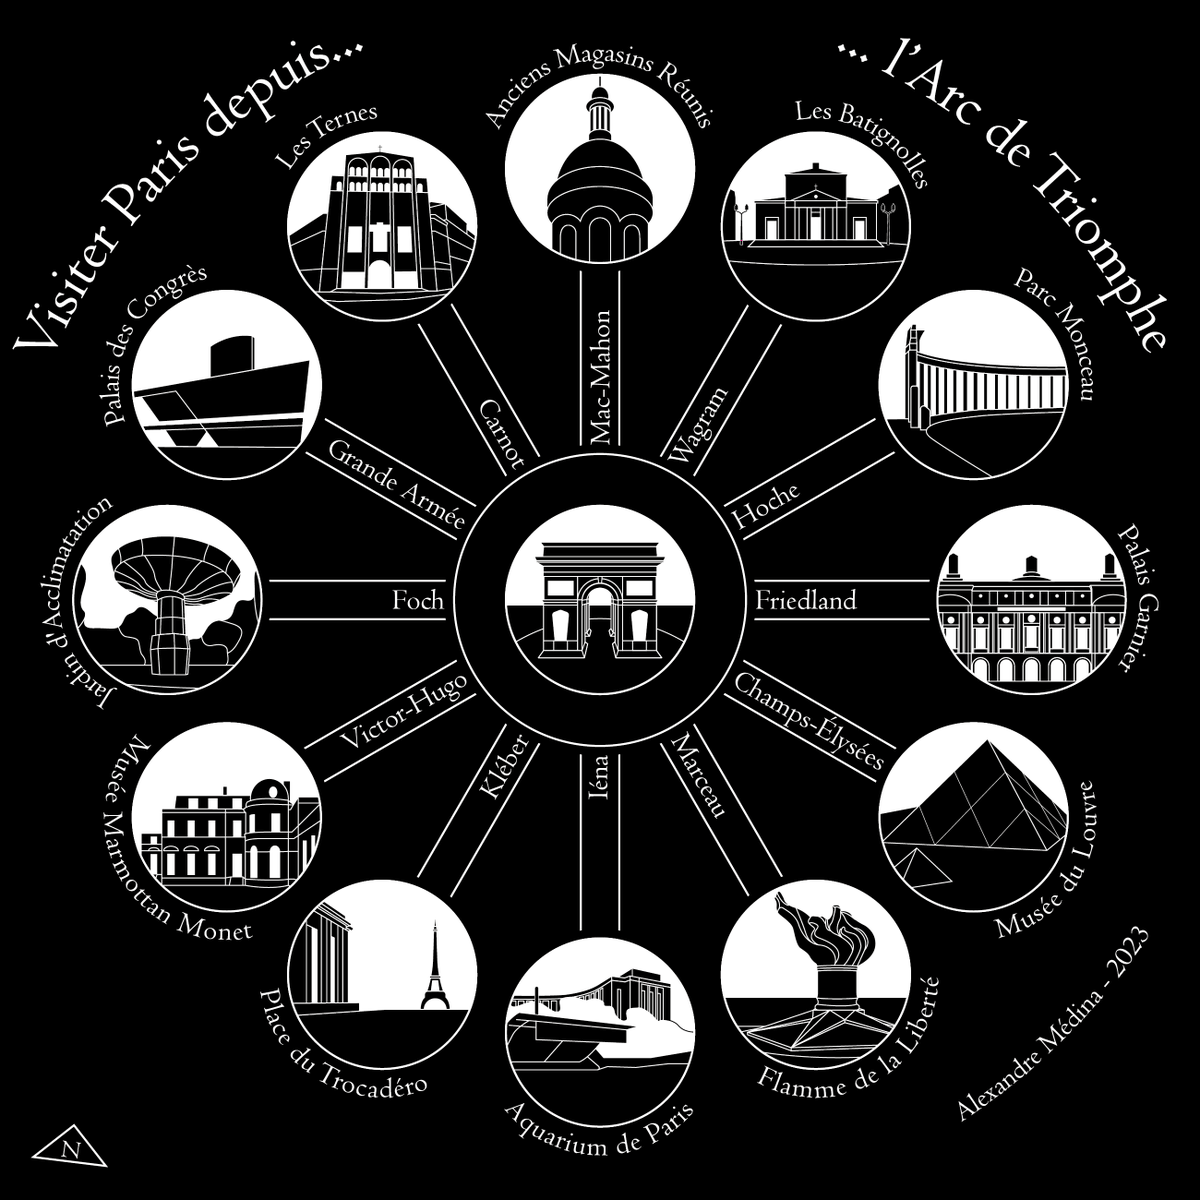 Visiter Paris depuis...
... l'Arc de Triomphe
Anciens Magasins Réunis
Les Batignolles
Parc Monceau
Palais Garnier
Musée du Louvre
Flamme de la Liberté
Aquarium de Paris
Place du Trocadéro
Musée Marmottan Monet
Jardin d'Acclimatation
Palais des Congrès
Les Ternes
Mac-Mahon
Wagram
Hoche
Friedland
Champs-Élysées
Marceau
Iéna
Kléber
Victor-Hugo
Foch
Grande Armée
Carnot
Alexandre Médina - 2023
N